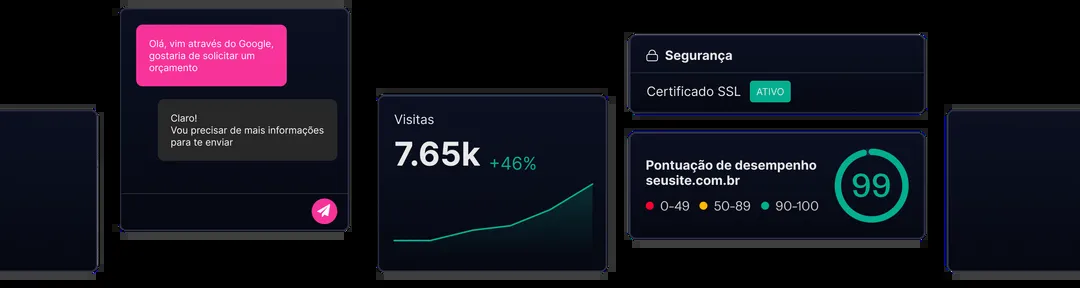 Olá, vim através do Google,
gostaria de solicitar um
orçamento
Claro!
Vou precisar de mais informações
para te enviar
Visitas
7.65k +46%
Segurança
Certificado SSL ATIVO
Pontuação de desempenho
seusite.com.br
0-49 50-89 90-100
99